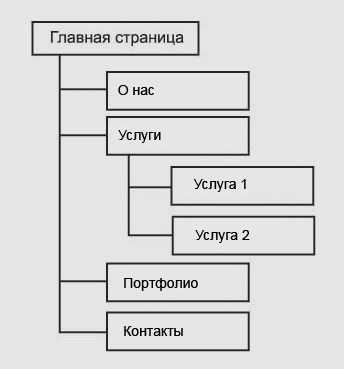 Главная страница
О нас
Услуги
Услуга 1
Услуга 2
Портфолио
Контакты